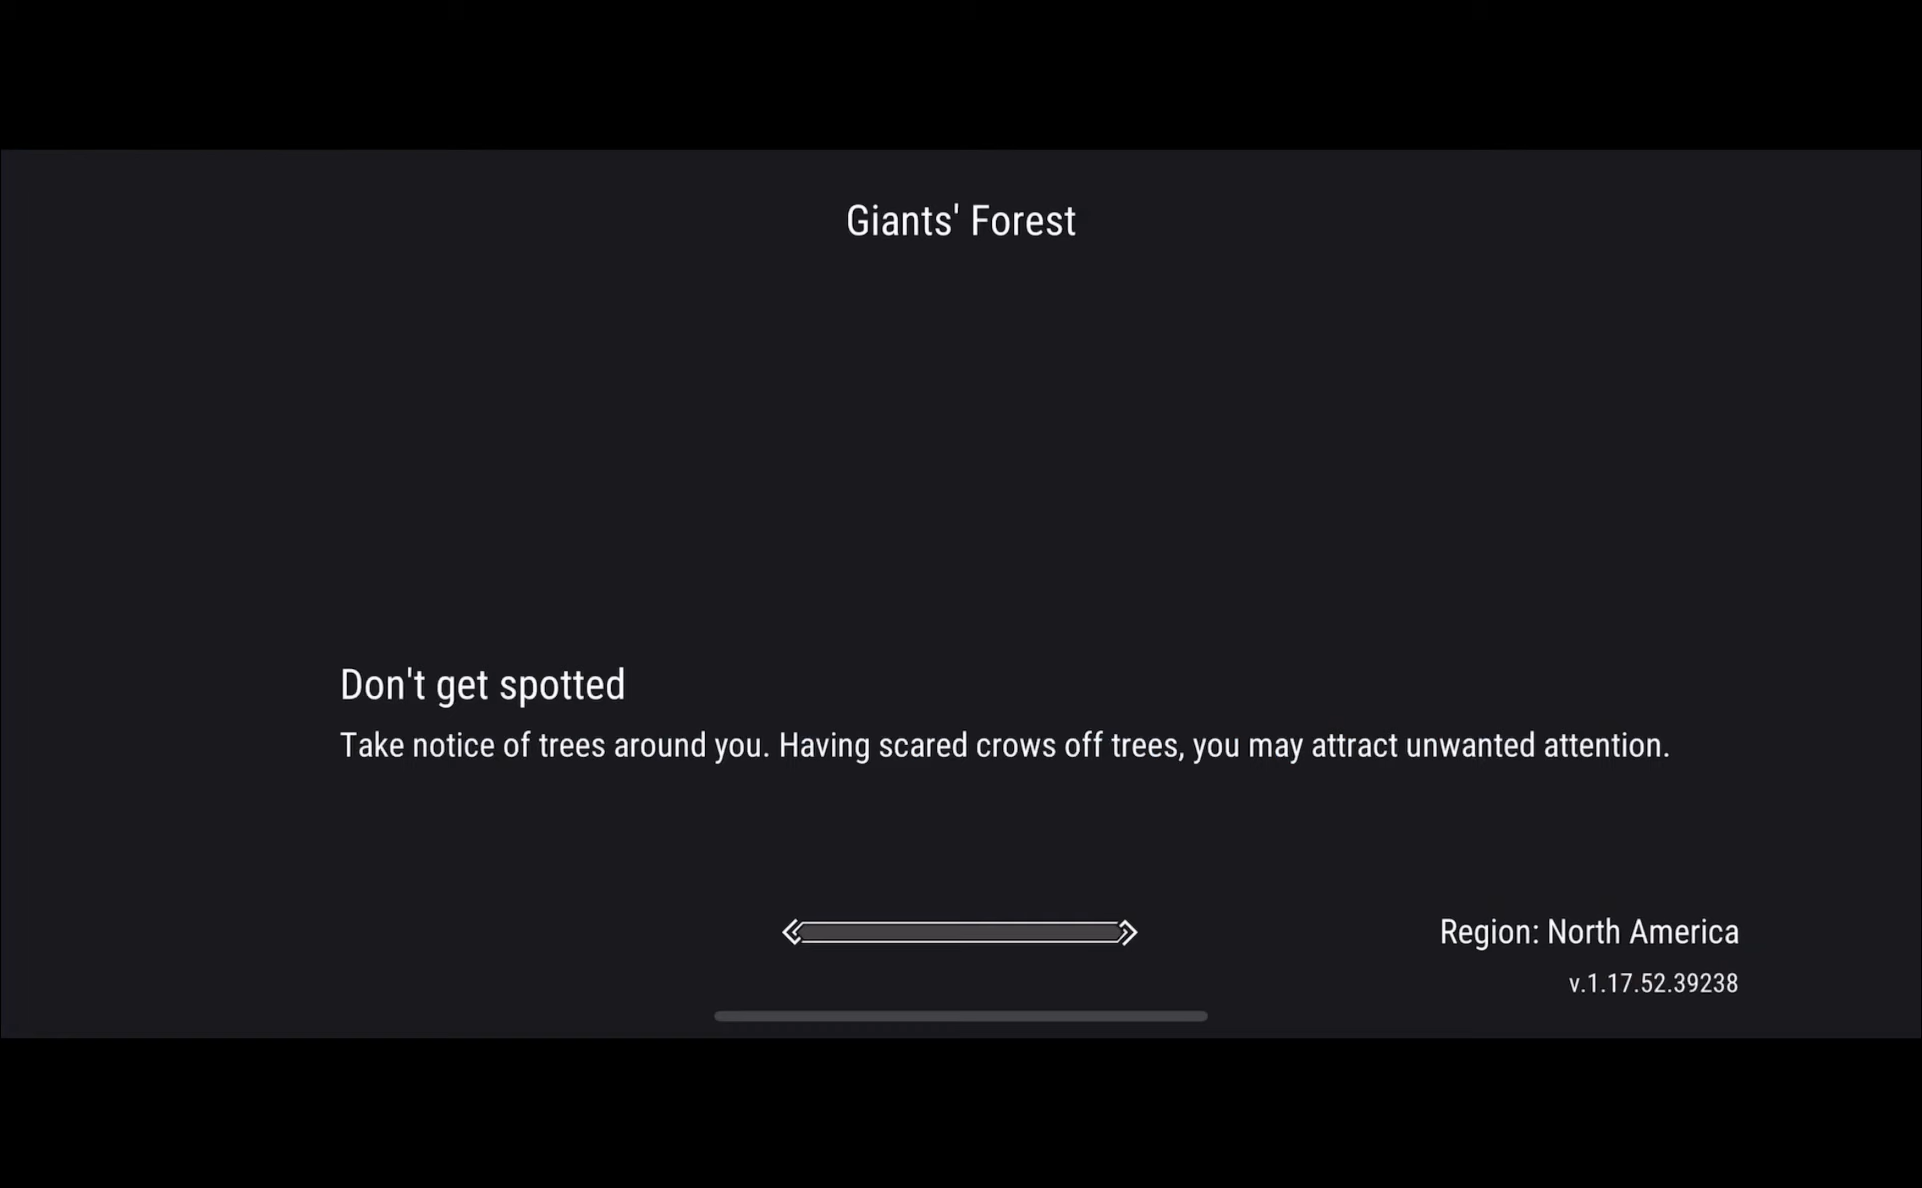 Giants' Forest
Don't get spotted
Take notice of trees around you. Having scared crows off trees, you may attract unwanted attention.
Region: North America
v.1.17.52.39238